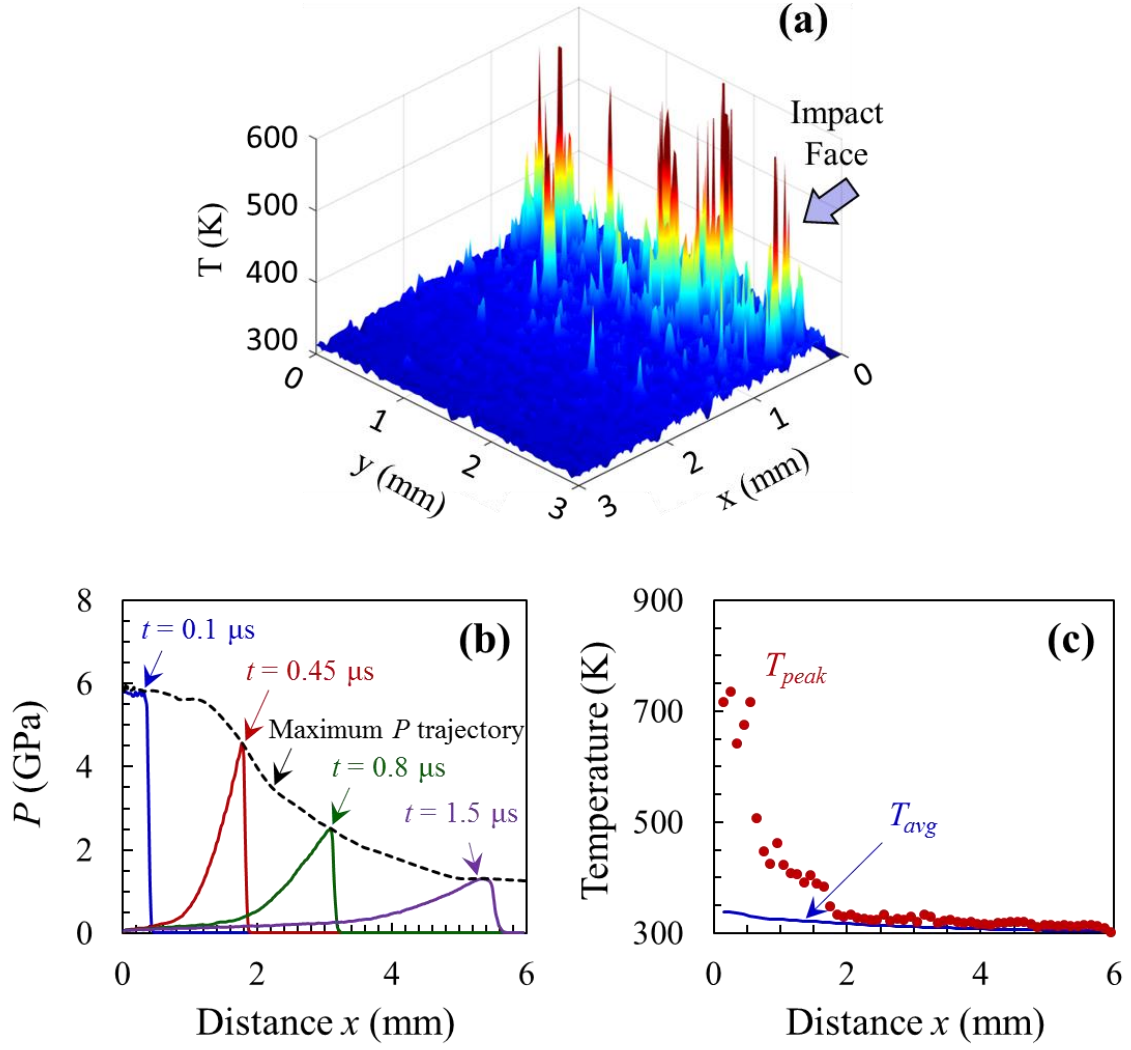 (a)
Impact
Face
T (K)
600
500
400
300
0
1
2
3
y (mm)
0
1
2
3
x (mm)
(b)
P (GPa)
8
6
4
2
0
t = 0.1 μs
t = 0.45 μs
Maximum P trajectory
t = 0.8 μs
t = 1.5 μs
0 2 4 6
Distance x (mm)
(c)
Temperature (K)
900
700
500
300
T_peak
T_avg
0 2 4 6
Distance x (mm)